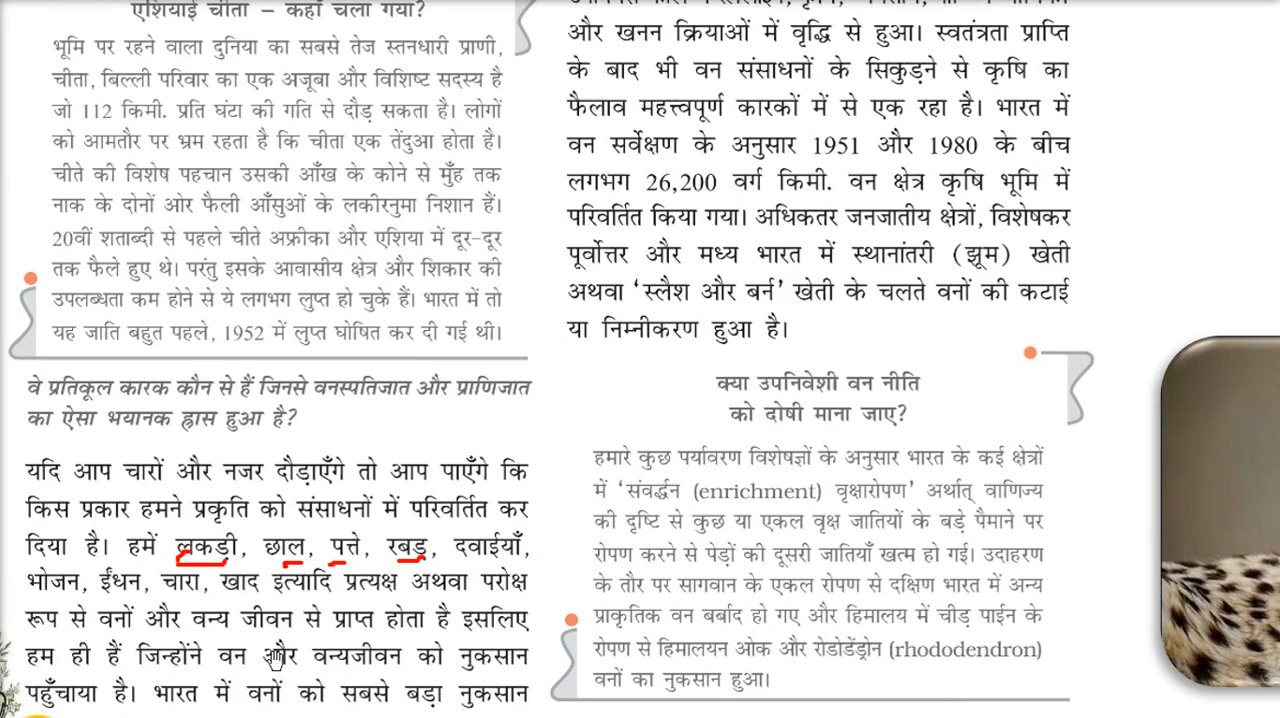 एशियाई चीता – कहाँ चला गया?
भूमि पर रहने वाला दुनिया का सबसे तेज स्तनधारी प्राणी,
चीता, बिल्ली परिवार का एक अजूबा और विशिष्ट सदस्य है
जो 112 किमी. प्रति घंटा की गति से दौड़ सकता है। लोगों
को आमतौर पर भ्रम रहता है कि चीता एक तेंदुआ होता है।
चीते की विशेष पहचान उसकी आँख के कोने से मुँह तक
नाक के दोनों ओर फैली आँसुओं के लकीरनुमा निशान हैं।
20वीं शताब्दी से पहले चीते अफ्रीका और एशिया में दूर-दूर
तक फैले हुए थे। परंतु इसके आवासीय क्षेत्र और शिकार की
उपलब्धता कम होने से ये लगभग लुप्त हो चुके हैं। भारत में तो
यह जाति बहुत पहले, 1952 में लुप्त घोषित कर दी गई थी।
वे प्रतिकूल कारक कौन से हैं जिनसे वनस्पतिजात और प्राणिजात
का ऐसा भयानक ह्रास हुआ है?
यदि आप चारों और नजर दौड़ाएँगे तो आप पाएँगे कि
किस प्रकार हमने प्रकृति को संसाधनों में परिवर्तित कर
दिया है। हमें लकड़ी, छाल, पत्ते, रबड़, दवाईयाँ,
भोजन, ईंधन, चारा, खाद इत्यादि प्रत्यक्ष अथवा परोक्ष
रूप से वनों और वन्य जीवन से प्राप्त होता है इसलिए
हम ही हैं जिन्होंने वन और वन्यजीवन को नुकसान
पहुँचाया है। भारत में वनों को सबसे बड़ा नुकसान
और खनन क्रियाओं में वृद्धि से हुआ। स्वतंत्रता प्राप्ति
के बाद भी वन संसाधनों के सिकुड़ने से कृषि का
फैलाव महत्त्वपूर्ण कारकों में से एक रहा है। भारत में
वन सर्वेक्षण के अनुसार 1951 और 1980 के बीच
लगभग 26,200 वर्ग किमी. वन क्षेत्र कृषि भूमि में
परिवर्तित किया गया। अधिकतर जनजातीय क्षेत्रों, विशेषकर
पूर्वोत्तर और मध्य भारत में स्थानांतरी (झूम) खेती
अथवा ‘स्लैश और बर्न’ खेती के चलते वनों की कटाई
या निम्नीकरण हुआ है।
क्या उपनिवेशी वन नीति
को दोषी माना जाए?
हमारे कुछ पर्यावरण विशेषज्ञों के अनुसार भारत के कई क्षेत्रों
में ‘संवर्द्धन (enrichment) वृक्षारोपण’ अर्थात् वाणिज्य
की दृष्टि से कुछ या एकल वृक्ष जातियों के बड़े पैमाने पर
रोपण करने से पेड़ों की दूसरी जातियाँ खत्म हो गई। उदाहरण
के तौर पर सागवान के एकल रोपण से दक्षिण भारत में अन्य
प्राकृतिक वन बर्बाद हो गए और हिमालय में चीड़ पाईन के
रोपण से हिमालयन ओक और रोडोडेंड्रोन (rhododendron)
वनों का नुकसान हुआ।